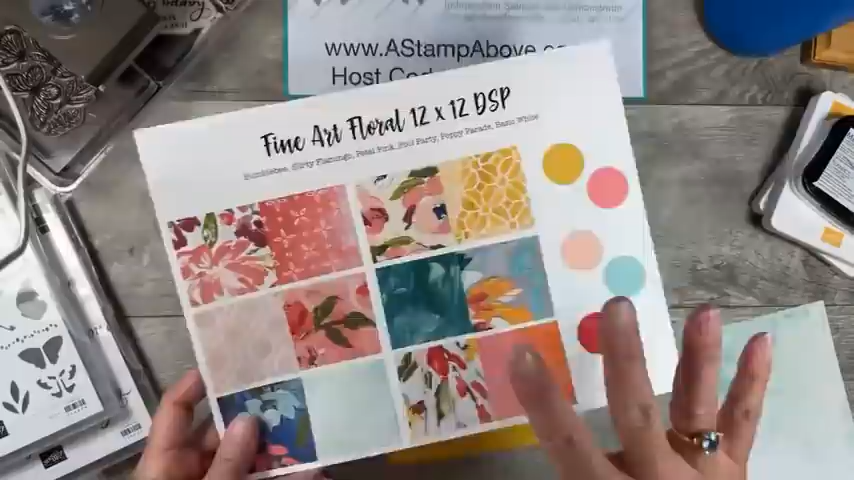 www.AStampAbove.co
Host Cod
Fine Art Floral 12 x 12 DSP
Bumblebee, Flirty Flamingo, Petal Pink, Pool Party, Poppy Parade, Basic White